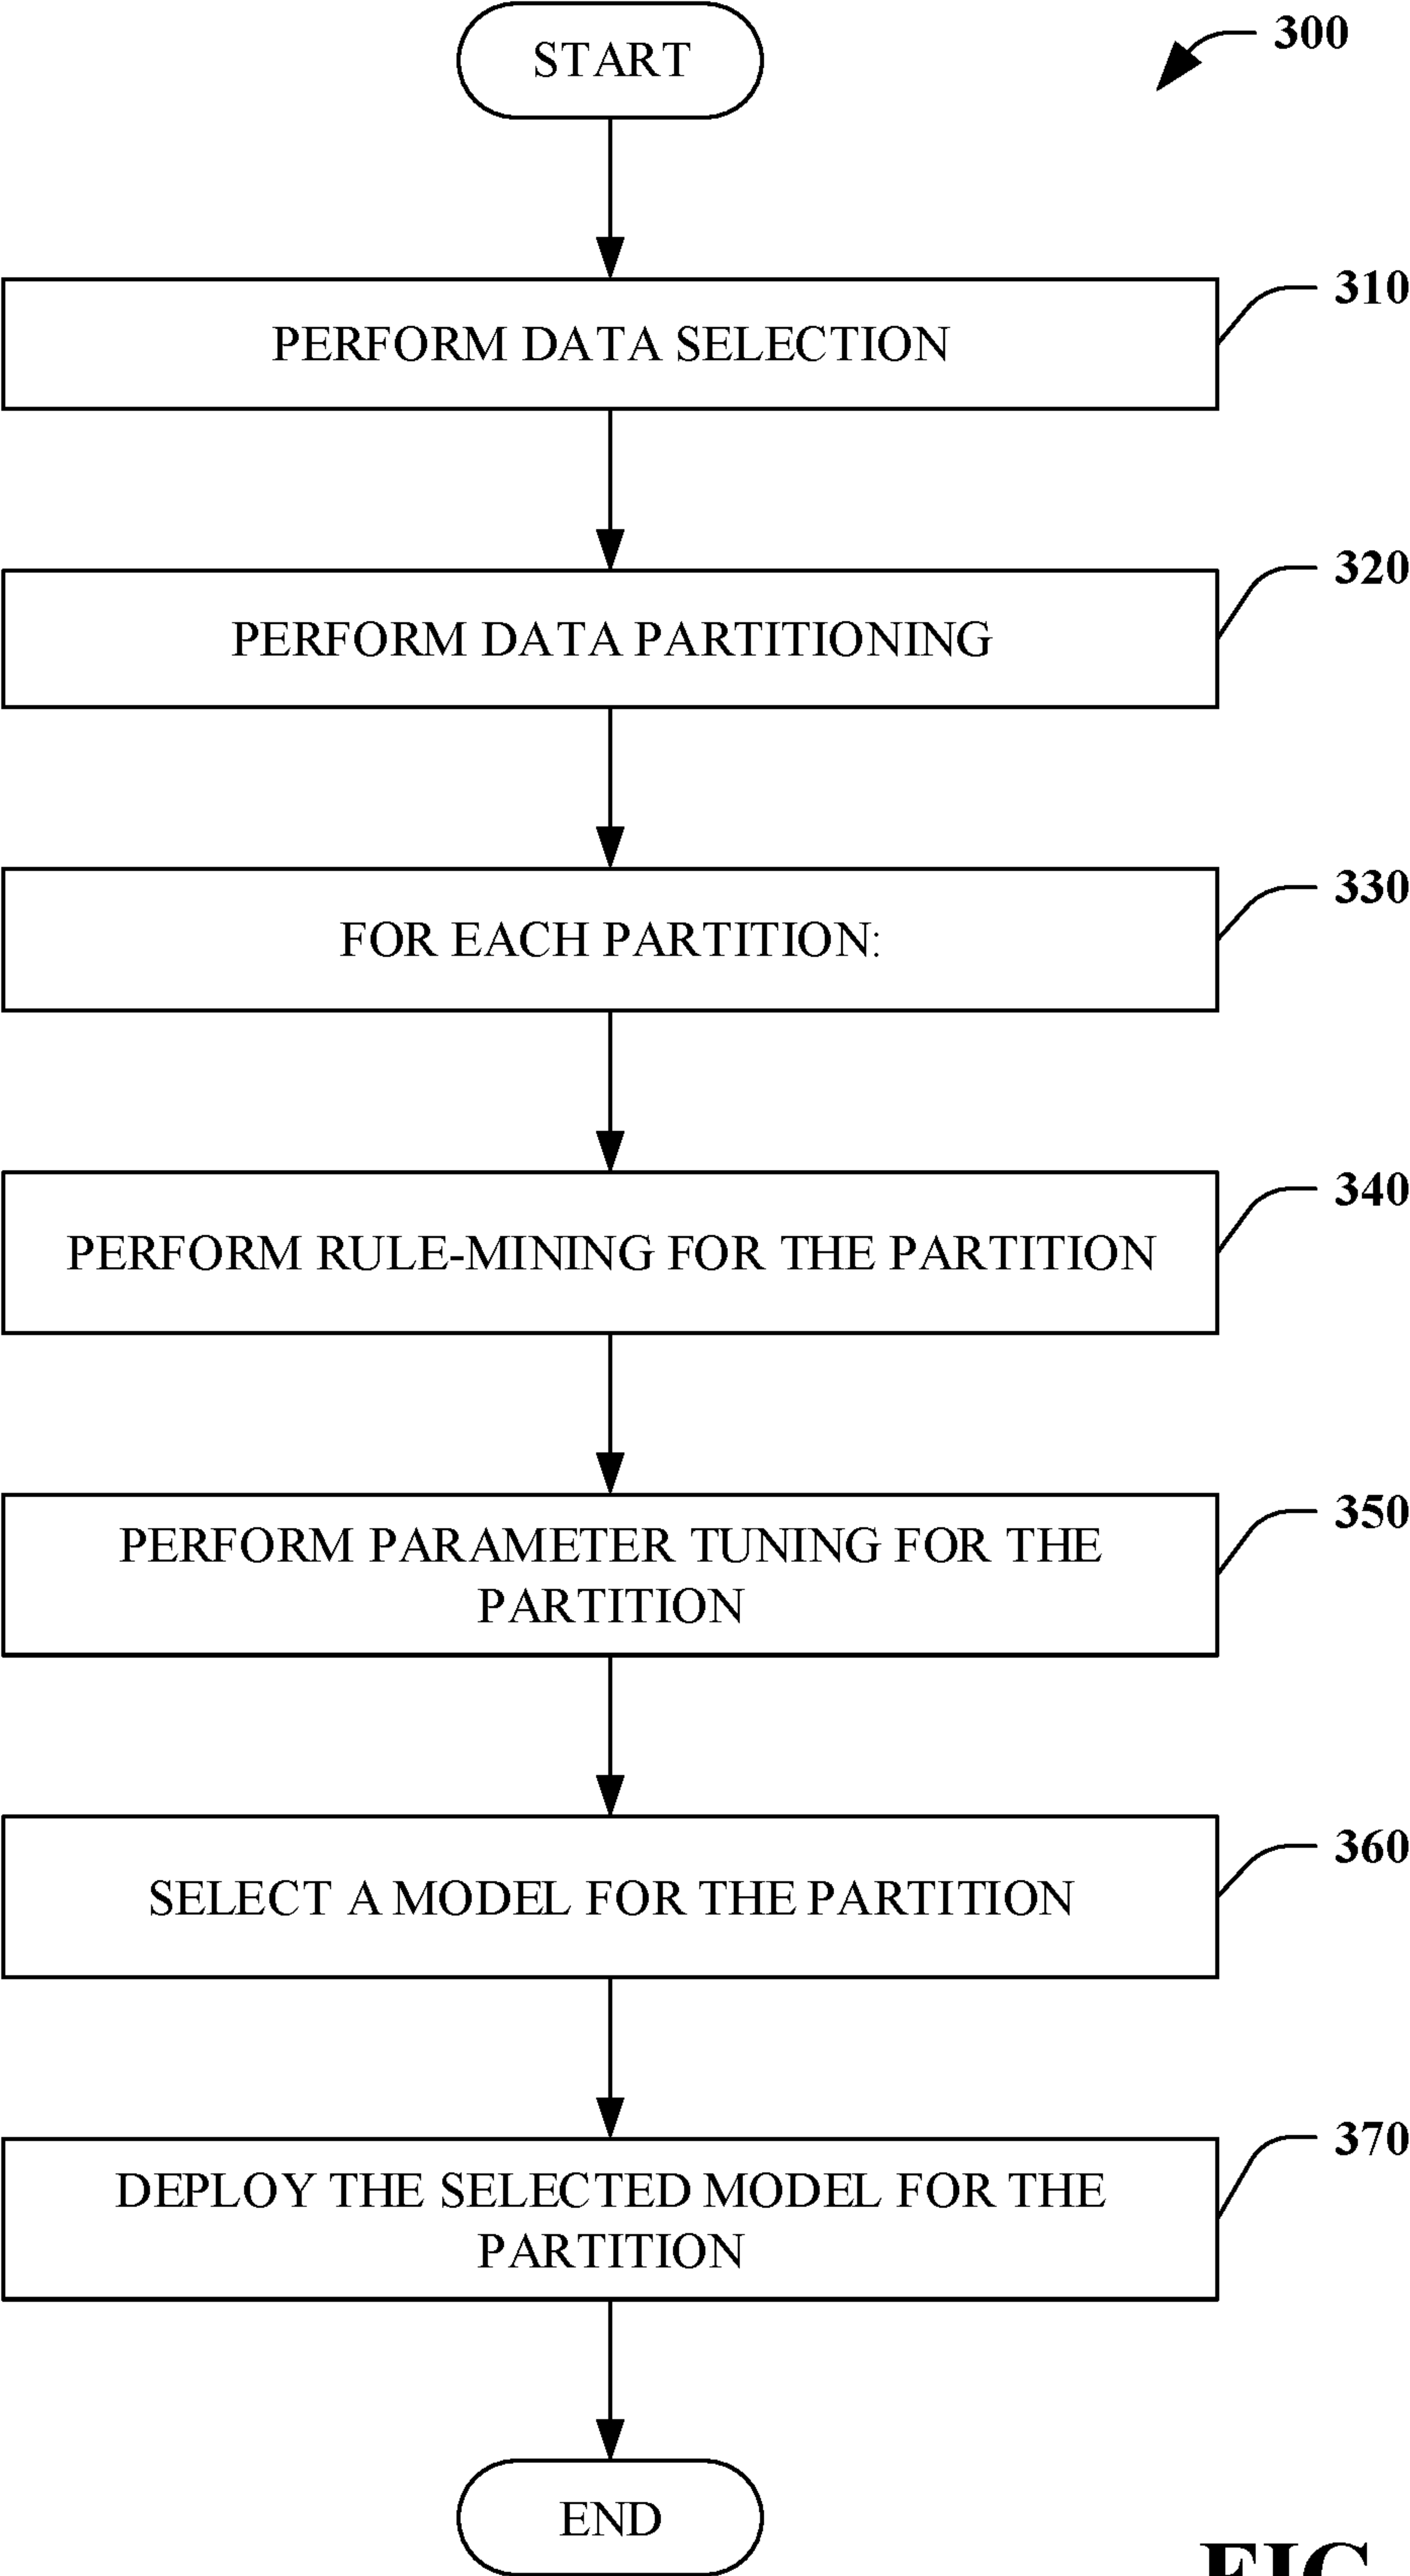 START
300
310
PERFORM DATA SELECTION
320
PERFORM DATA PARTITIONING
330
FOR EACH PARTITION:
340
PERFORM RULE-MINING FOR THE PARTITION
350
PERFORM PARAMETER TUNING FOR THE
PARTITION
360
SELECT A MODEL FOR THE PARTITION
370
DEPLOY THE SELECTED MODEL FOR THE
PARTITION
END